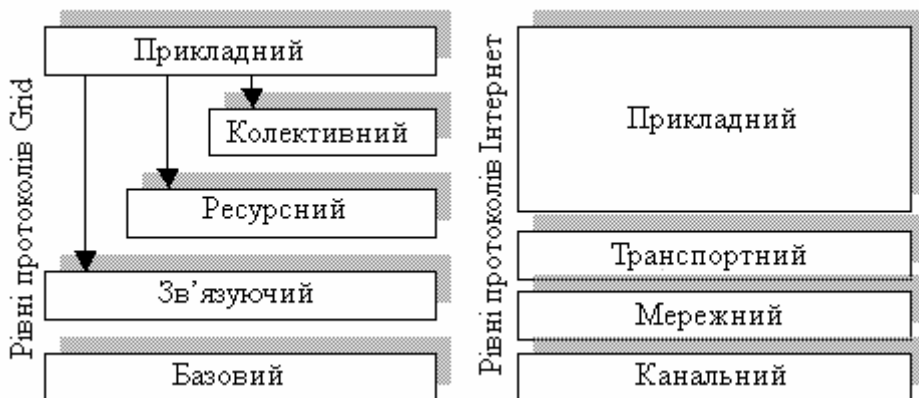 Рівні протоколів Grid
Прикладний
Колективний
Ресурсний
Зв’язуючий
Базовий
Рівні протоколів Інтернет
Прикладний
Транспортний
Мережний
Канальний